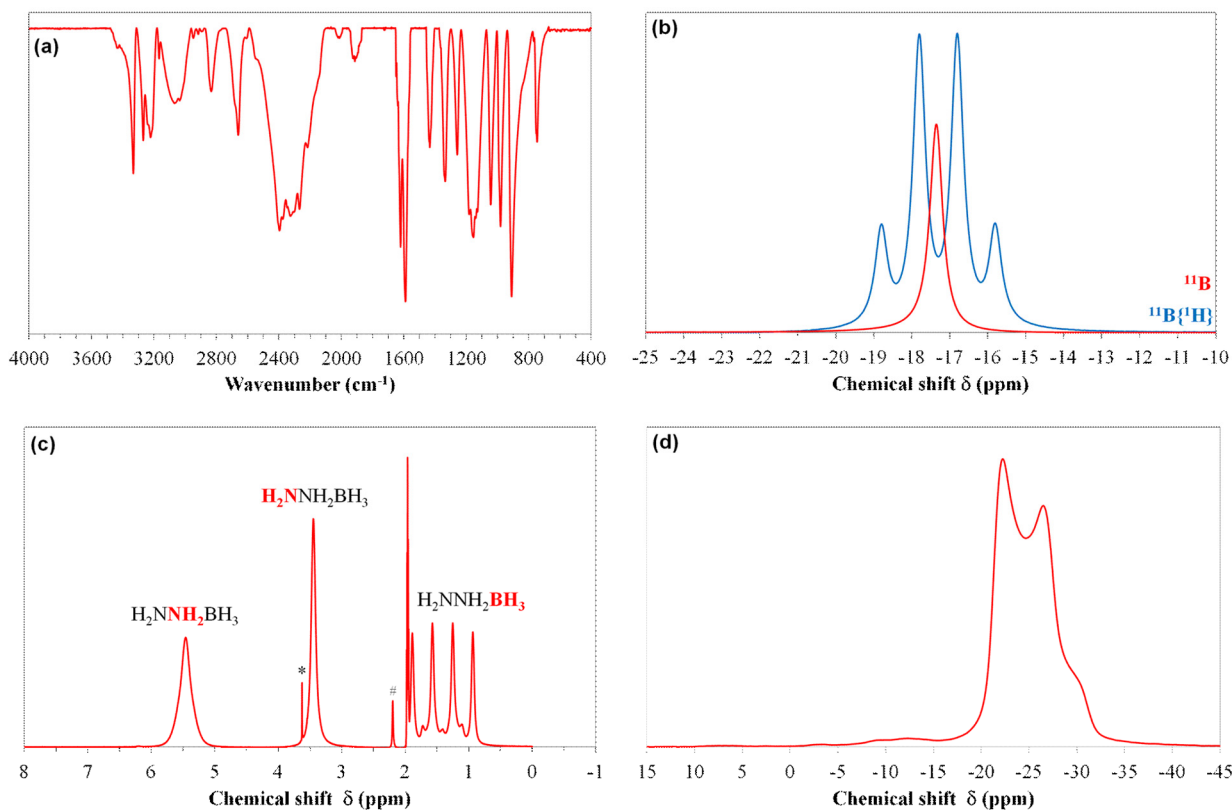 (a)
4000 3600 3200 2800 2400 2000 1600 1200 800 400
Wavenumber (cm⁻¹)
(b)
¹¹B
¹¹B{¹H}
-25 -24 -23 -22 -21 -20 -19 -18 -17 -16 -15 -14 -13 -12 -11 -10
Chemical shift δ (ppm)
(c)
H₂NNH₂BH₃
H₂NNH₂BH₃
H₂NNH₂BH₃
*
#
8 7 6 5 4 3 2 1 0 -1
Chemical shift δ (ppm)
(d)
15 10 5 0 -5 -10 -15 -20 -25 -30 -35 -40 -45
Chemical shift δ (ppm)